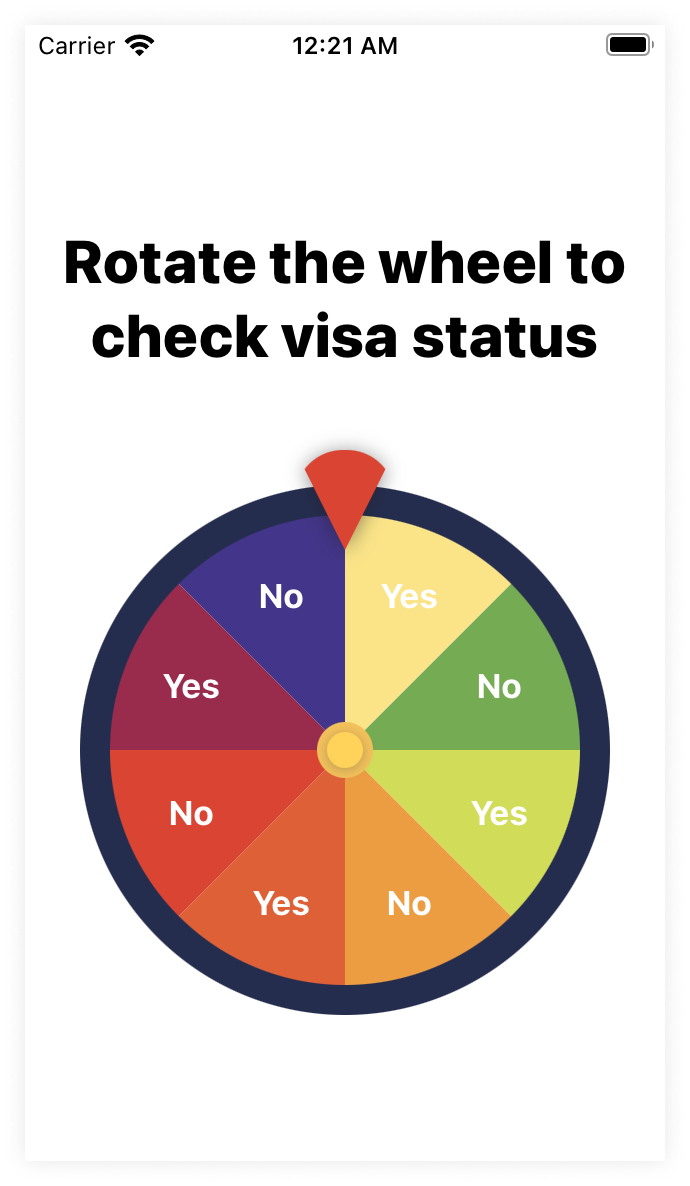 Carrier 12:21 AM
Rotate the wheel to
check visa status
No Yes
Yes No
No Yes
Yes No